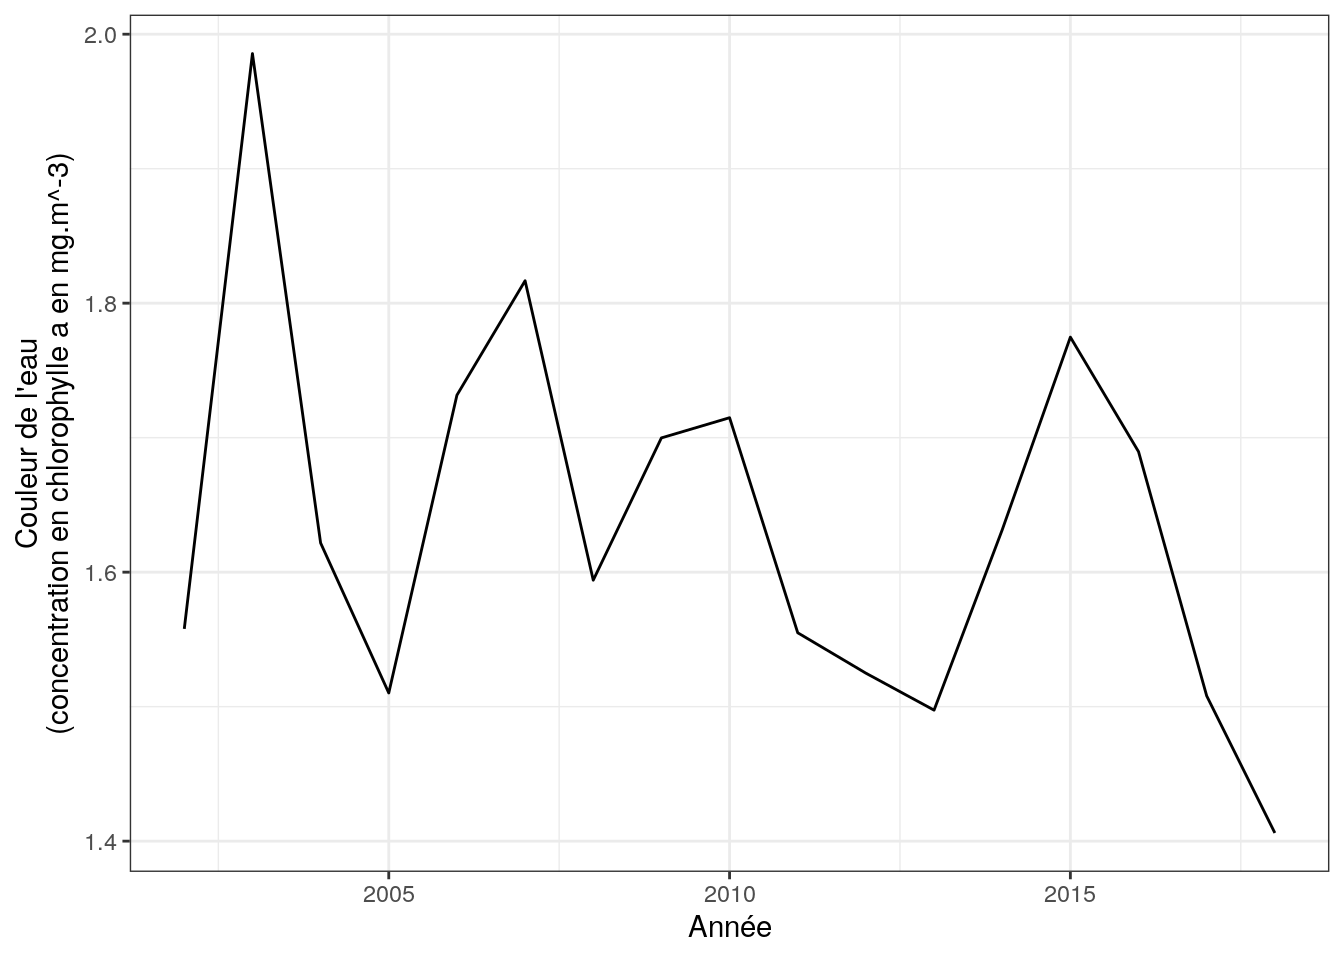 Couleur de l'eau
(concentration en chlorophylle a en mg.m^-3)
2.0
1.8
1.6
1.4
2005
2010
2015
Année